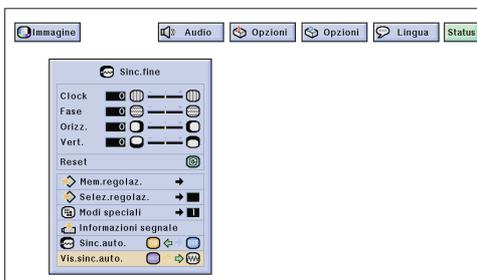 Immagine Audio Opzioni Opzioni Lingua Status
Sinc.fine
Clock 0
Fase 0
Orizz. 0
Vert. 0
Reset
Mem.regolaz.
Selez.regolaz.
Modi speciali 1
Informazioni segnale
Sinc.auto.
Vis.sinc.auto.